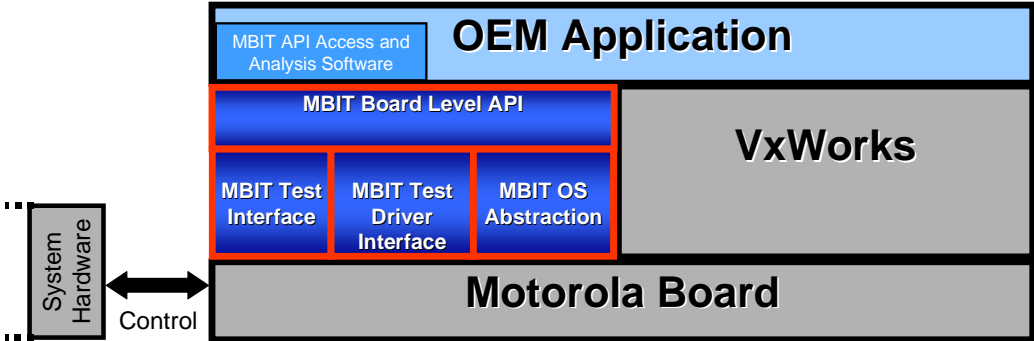 MBIT API Access and
Analysis Software
OEM Application
MBIT Board Level API
VxWorks
MBIT Test
Interface
MBIT Test
Driver
Interface
MBIT OS
Abstraction
System
Hardware
Control
Motorola Board